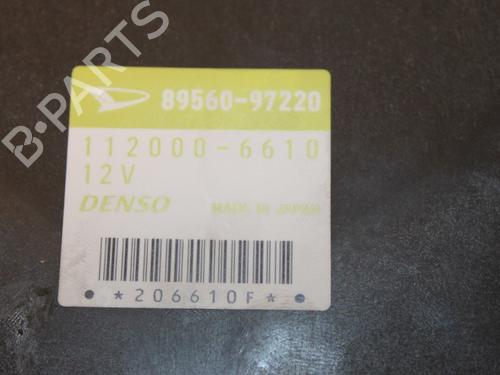 89560-97220
112000-6610
12V
DENSO MADE IN JAPAN
*206610F*
B-PARTS